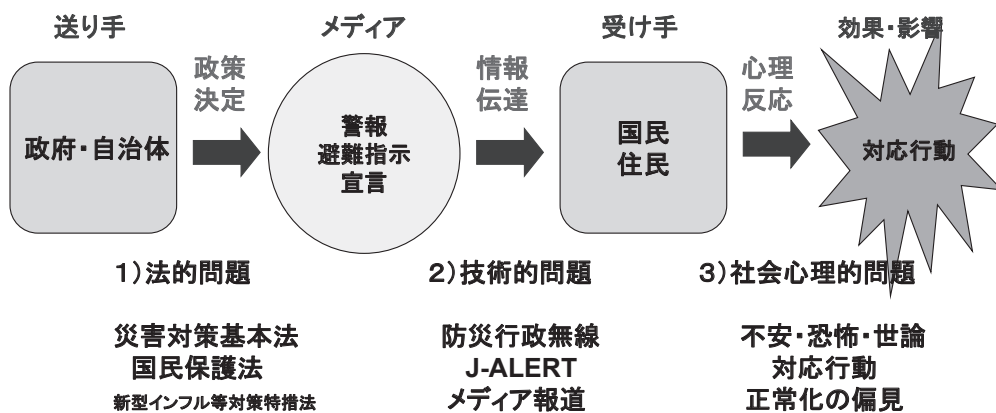 送り手
メディア
受け手
効果・影響
政策
決定
情報
伝達
心理
反応
政府・自治体
警報
避難指示
宣言
国民
住民
対応行動
1)法的問題
2)技術的問題
3)社会心理的問題
災害対策基本法
国民保護法
新型インフル等対策特措法
防災行政無線
J-ALERT
メディア報道
不安・恐怖・世論
対応行動
正常化の偏見